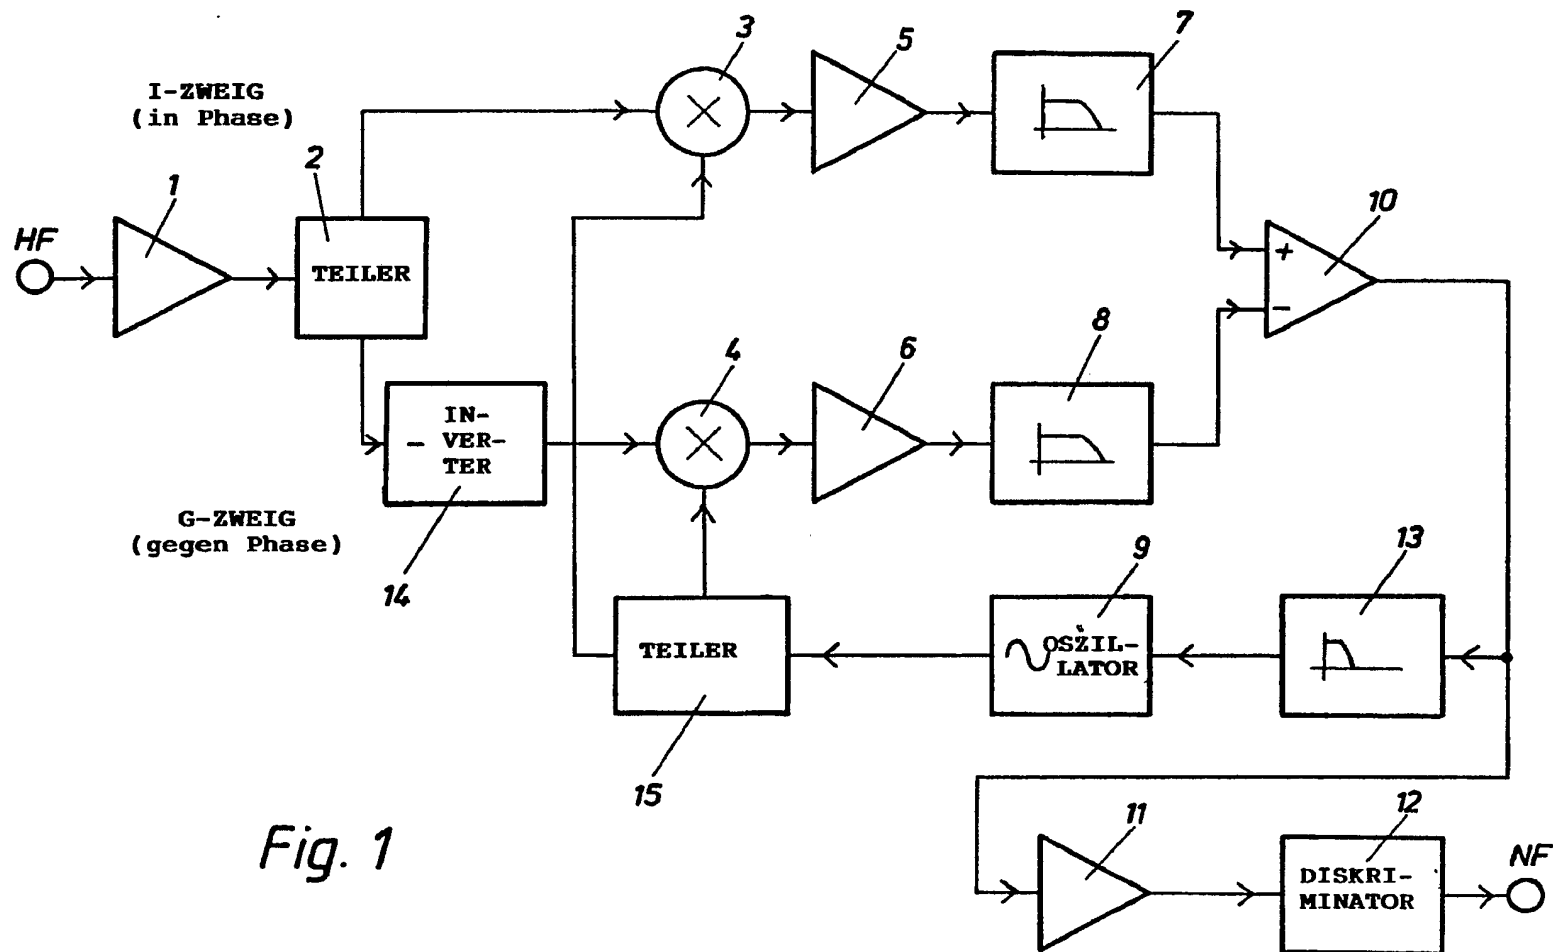 3
5
7
I-ZWEIG
(in Phase)
2
1
10
HF
TEILER
+
-
4
6
8
IN-
- VER-
TER
G-ZWEIG
(gegen Phase)
14
9
13
TEILER
OSZIL-
LATOR
15
11
12
NF
DISKRI-
MINATOR
Fig. 1